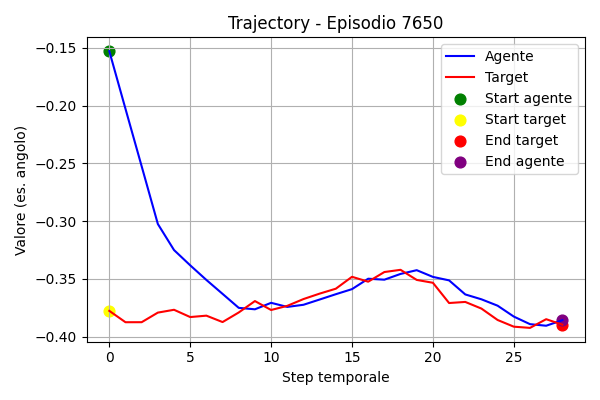 Trajectory - Episodio 7650
Valore (es. angolo)
−0.15
−0.20
−0.25
−0.30
−0.35
−0.40
Agente
Target
Start agente
Start target
End target
End agente
0 5 10 15 20 25
Step temporale